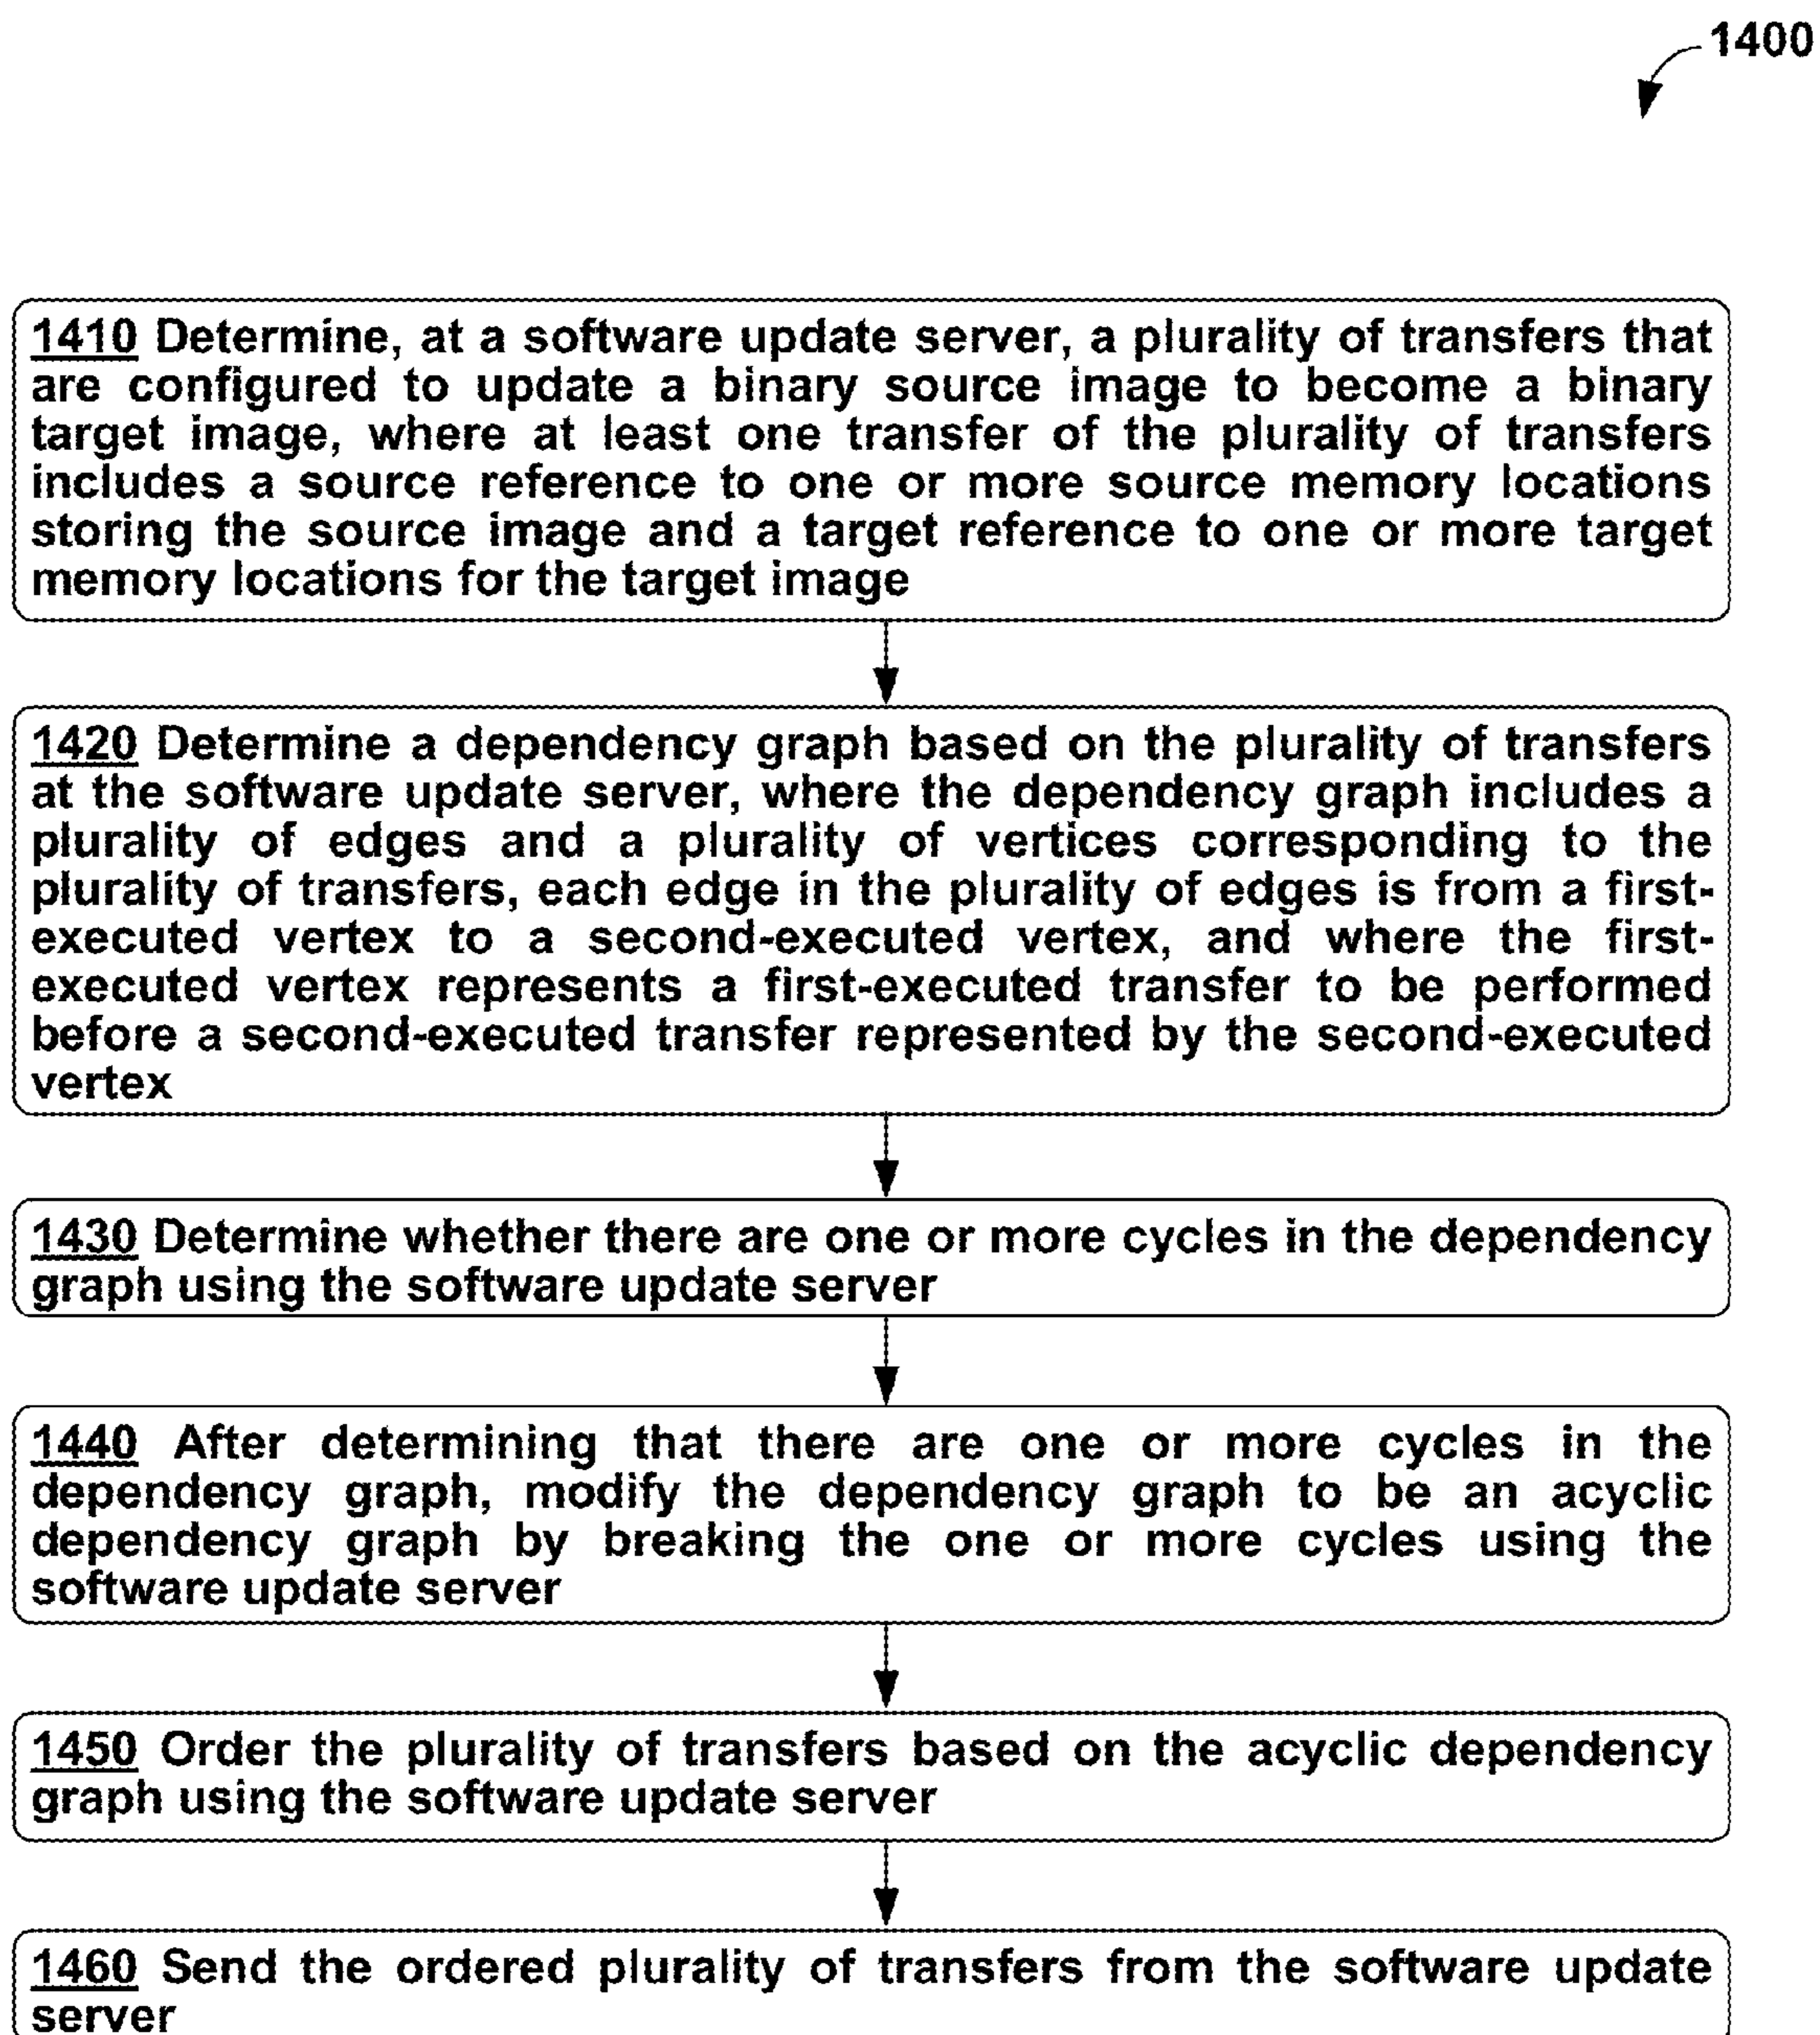 1400
1410 Determine, at a software update server, a plurality of transfers that
are configured to update a binary source image to become a binary
target image, where at least one transfer of the plurality of transfers
includes a source reference to one or more source memory locations
storing the source image and a target reference to one or more target
memory locations for the target image
1420 Determine a dependency graph based on the plurality of transfers
at the software update server, where the dependency graph includes a
plurality of edges and a plurality of vertices corresponding to the
plurality of transfers, each edge in the plurality of edges is from a first-
executed vertex to a second-executed vertex, and where the first-
executed vertex represents a first-executed transfer to be performed
before a second-executed transfer represented by the second-executed
vertex
1430 Determine whether there are one or more cycles in the dependency
graph using the software update server
1440 After determining that there are one or more cycles in the
dependency graph, modify the dependency graph to be an acyclic
dependency graph by breaking the one or more cycles using the
software update server
1450 Order the plurality of transfers based on the acyclic dependency
graph using the software update server
1460 Send the ordered plurality of transfers from the software update
server